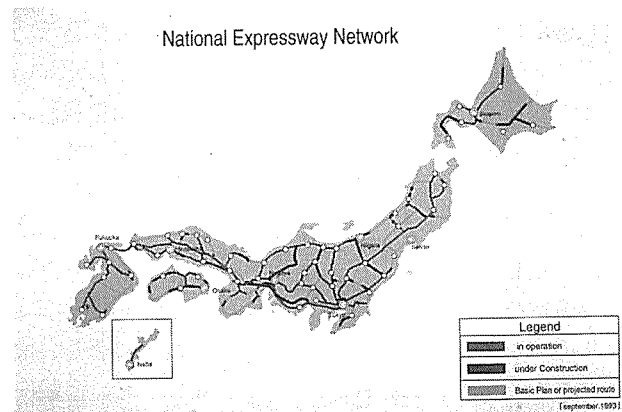 National Expressway Network
Fukuoka
Sendai
Osaka
Naha
Legend
in operation
under Construction
Basic Plan or projected route
[september.1993]